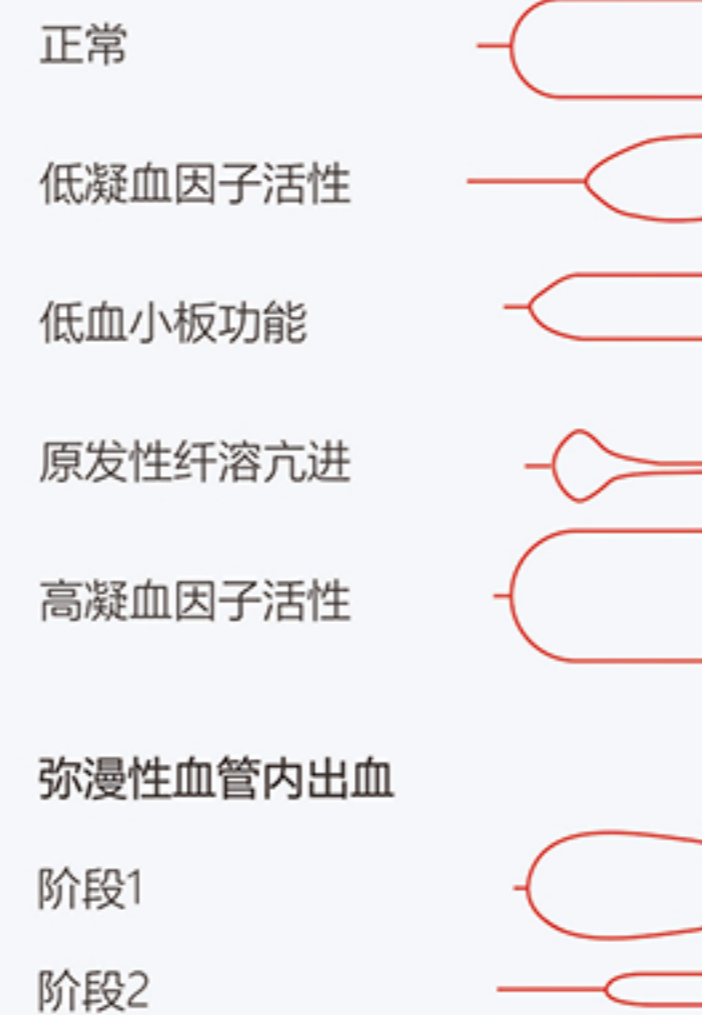 正常
低凝血因子活性
低血小板功能
原发性纤溶亢进
高凝血因子活性
弥漫性血管内出血
阶段1
阶段2